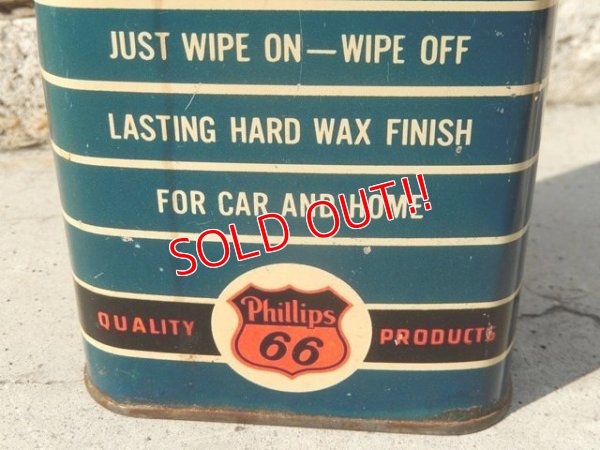 JUST WIPE ON—WIPE OFF
LASTING HARD WAX FINISH
FOR CAR AND HOME
SOLD OUT!!
QUALITY Phillips PRODUCTS
66